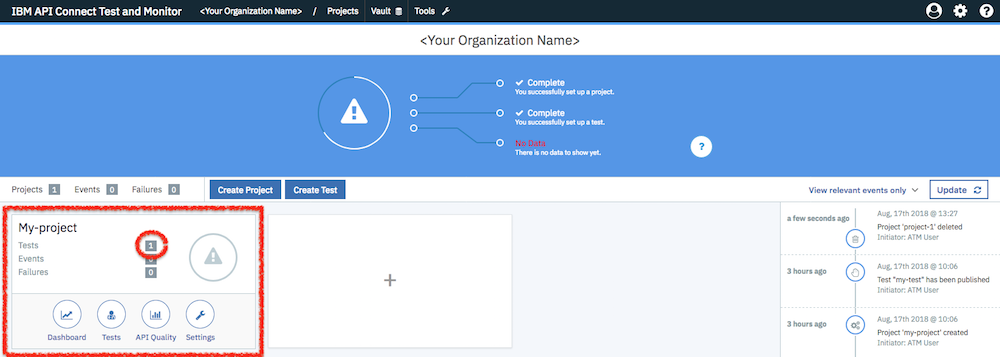 IBM API Connect Test and Monitor <Your Organization Name> / Projects Vault Tools
<Your Organization Name>
Complete
You successfully set up a project.
Complete
You successfully set up a test.
No Data
There is no data to show yet.
?
Projects 1 Events 0 Failures 0 Create Project Create Test View relevant events only Update
My-project
Tests 1
Events 0
Failures 0
Dashboard Tests API Quality Settings
+
a few seconds ago
Aug, 17th 2018 @ 13:27
Project 'project-1' deleted
Initiator: ATM User
3 hours ago
Aug, 17th 2018 @ 10:06
Test "my-test" has been published
Initiator: ATM User
3 hours ago
Aug, 17th 2018 @ 10:06
Project 'my-project' created
Initiator: ATM User